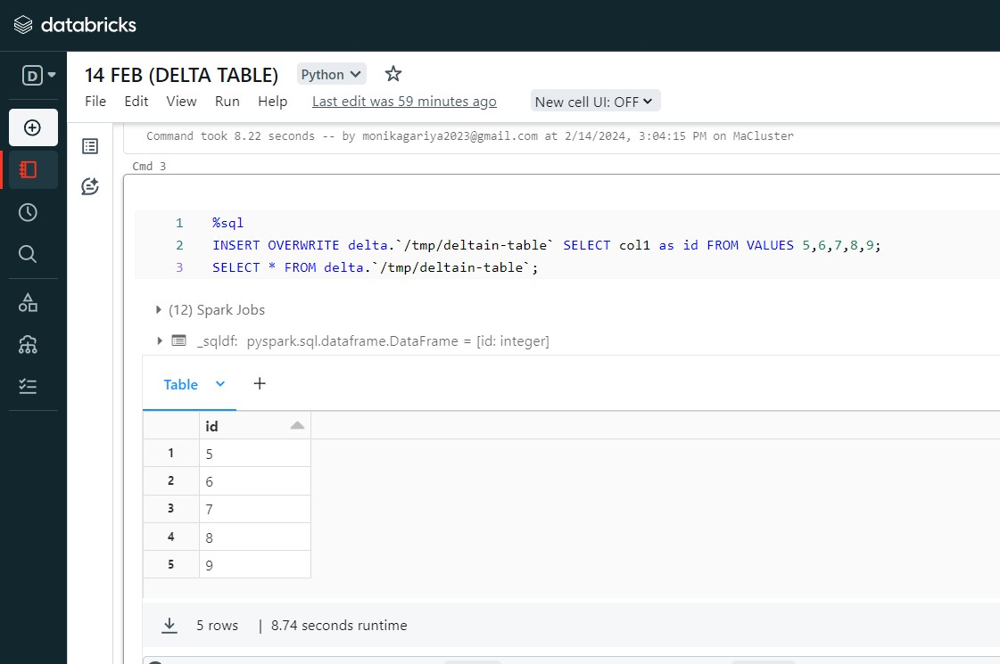 databricks
D
14 FEB (DELTA TABLE) Python
File Edit View Run Help Last edit was 59 minutes ago New cell UI: OFF
Command took 8.22 seconds -- by monikagariya2023@gmail.com at 2/14/2024, 3:04:15 PM on MaCluster
Cmd 3
1 %sql
2 INSERT OVERWRITE delta.`/tmp/deltain-table` SELECT col1 as id FROM VALUES 5,6,7,8,9;
3 SELECT * FROM delta.`/tmp/deltain-table`;
(12) Spark Jobs
_sqldf: pyspark.sql.dataframe.DataFrame = [id: integer]
Table +
id
1 5
2 6
3 7
4 8
5 9
5 rows | 8.74 seconds runtime